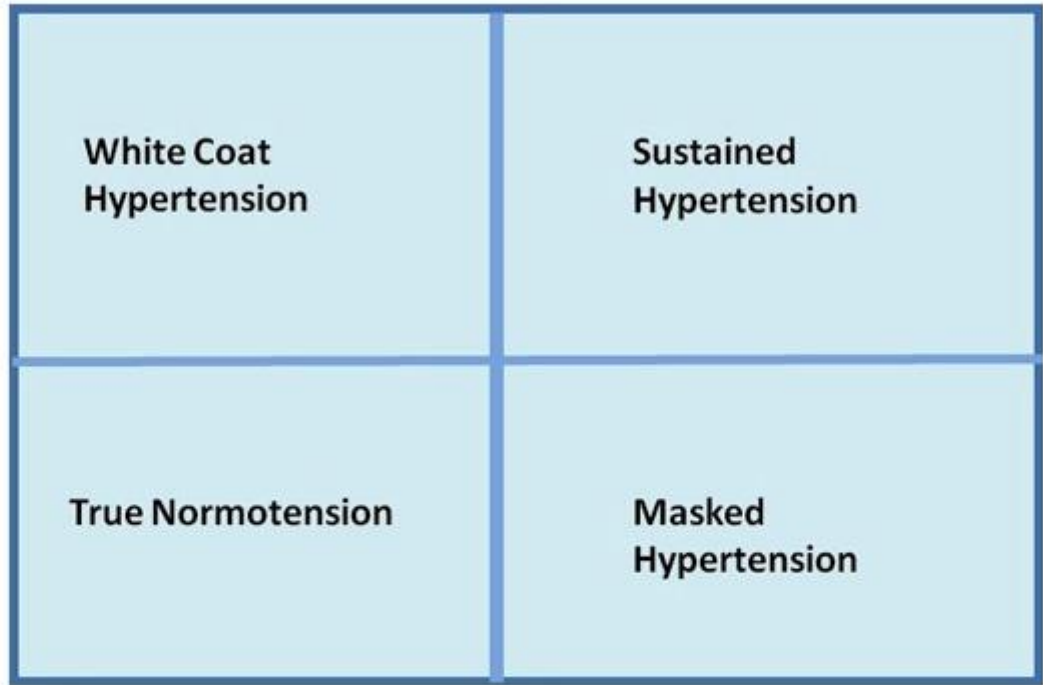 White Coat
Hypertension
Sustained
Hypertension
True Normotension
Masked
Hypertension